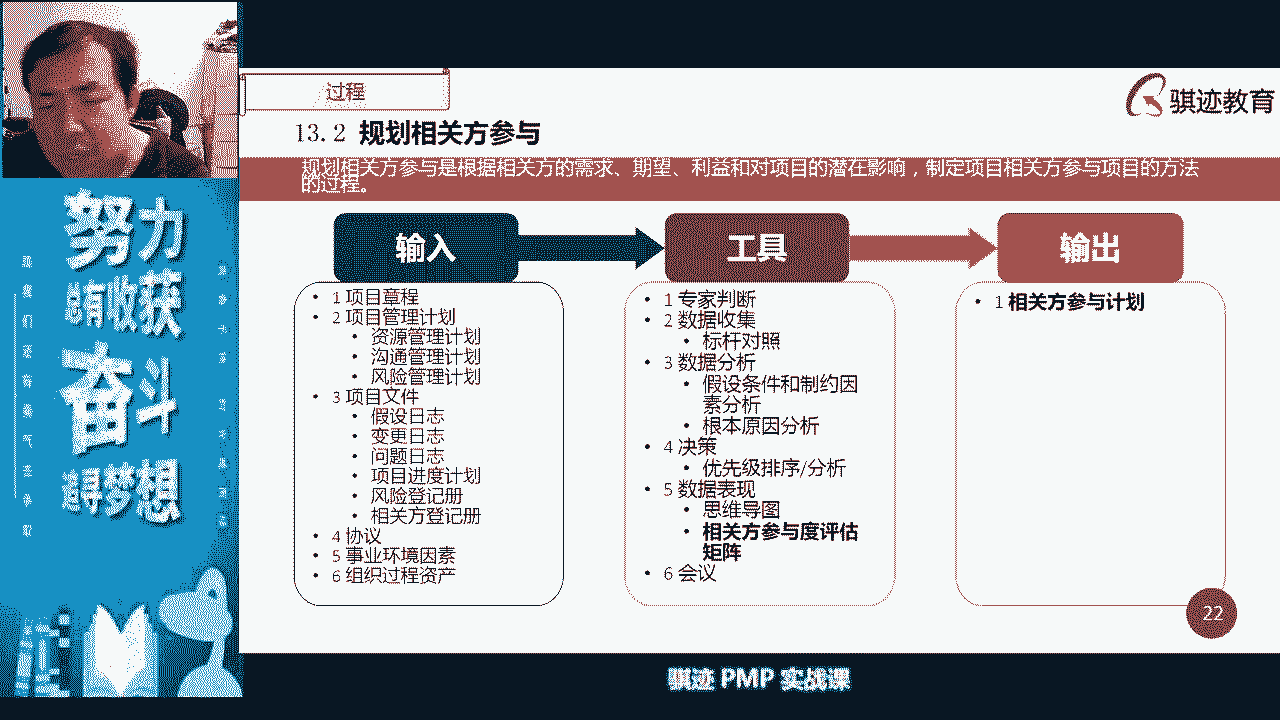 过程
骐迹教育
13.2 规划相关方参与
规划相关方参与是根据相关方的需求、期望、利益和对项目的潜在影响，制定项目相关方参与项目的方法
的过程。
输入
• 1 项目章程
• 2 项目管理计划
• 资源管理计划
• 沟通管理计划
• 风险管理计划
• 3 项目文件
• 假设日志
• 变更日志
• 问题日志
• 项目进度计划
• 风险登记册
• 相关方登记册
• 4 协议
• 5 事业环境因素
• 6 组织过程资产
工具
• 1 专家判断
• 2 数据收集
• 标杆对照
• 3 数据分析
• 假设条件和制约因
素分析
• 根本原因分析
• 4 决策
• 优先级排序/分析
• 5 数据表现
• 思维导图
• 相关方参与度评估
矩阵
• 6 会议
输出
• 1 相关方参与计划
22
努力
总有收获
奋斗
追寻梦想
骐迹 PMP 实战课